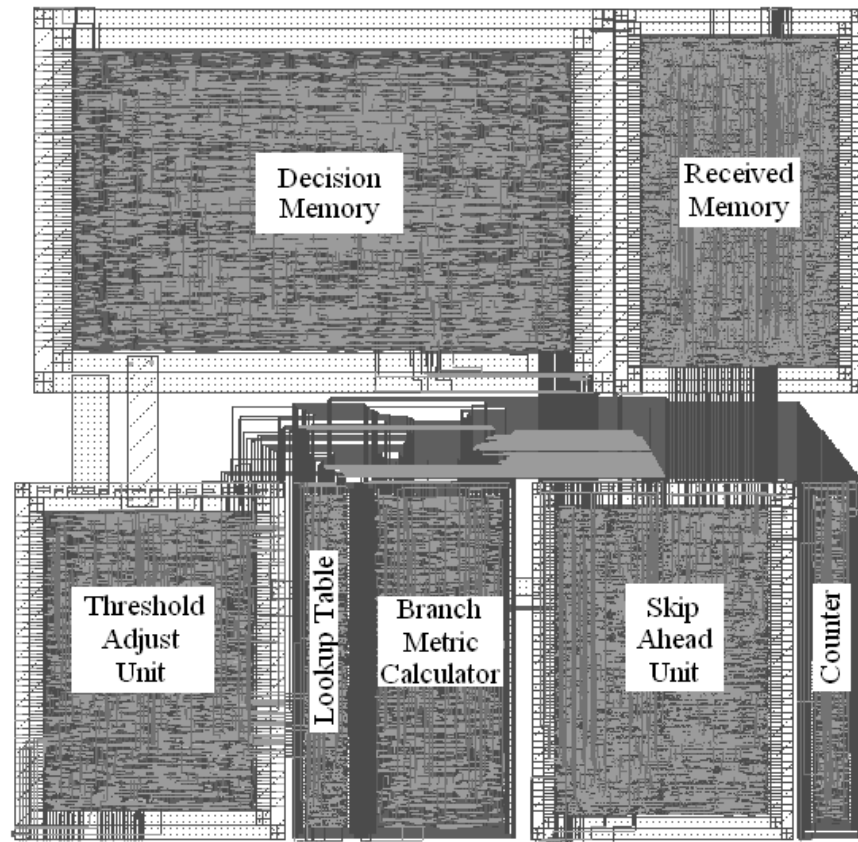 Decision
Memory
Received
Memory
Threshold
Adjust
Unit
Lookup Table
Branch
Metric
Calculator
Skip
Ahead
Unit
Counter